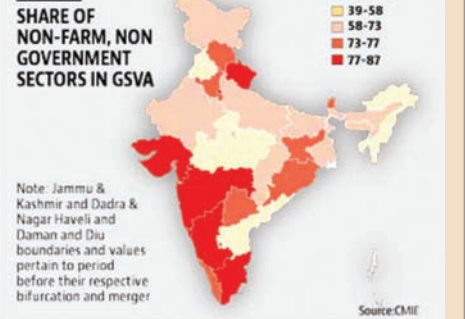 SHARE OF
NON-FARM, NON
GOVERNMENT
SECTORS IN GSVA
39-58
58-73
73-77
77-87
Note: Jammu &
Kashmir and Dadra &
Nagar Haveli and
Daman and Diu
boundaries and values
pertain to period
before their respective
bifurcation and merger
Source:CMIE